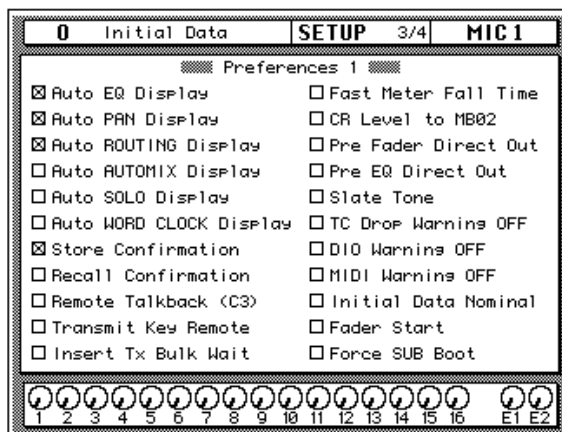 0 Initial Data SETUP 3/4 MIC1
Preferences 1
Auto EQ Display
Auto PAN Display
Auto ROUTING Display
Auto AUTOMIX Display
Auto SOLO Display
Auto WORD CLOCK Display
Store Confirmation
Recall Confirmation
Remote Talkback (C3)
Transmit Key Remote
Insert Tx Bulk Wait
Fast Meter Fall Time
CR Level to MB02
Pre Fader Direct Out
Pre EQ Direct Out
Slate Tone
TC Drop Warning OFF
DIO Warning OFF
MIDI Warning OFF
Initial Data Nominal
Fader Start
Force SUB Boot
1 2 3 4 5 6 7 8 9 10 11 12 13 14 15 16 E1 E2